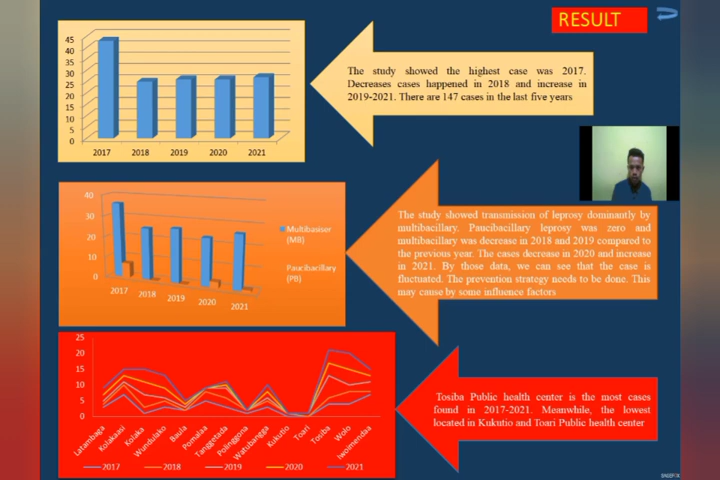 RESULT
45
40
35
30
25
20
15
10
5
0
2017 2018 2019 2020 2021
The study showed the highest case was 2017.
Decreases cases happened in 2018 and increase in
2019-2021. There are 147 cases in the last five years
40
30
20
10
0
2017 2018 2019 2020 2021
Multibasiser
(MB)
Paucibacillary
(PB)
The study showed transmission of leprosy dominantly by
multibacillary. Paucibacillary leprosy was zero and
multibacillary was decrease in 2018 and 2019 compared to
the previous year. The cases decrease in 2020 and increase
in 2021. By those data, we can see that the case is
fluctuated. The prevention strategy needs to be done. This
may cause by some influence factors
25
20
15
10
5
0
Latambaga Kolakaasi Kolaka Wundulako Baula Pomalaa Tanggetada Polinggona Watubangga Kukutio Toari Tosiba Wolo Iwoimendaa
2017 2018 2019 2020 2021
Tosiba Public health center is the most cases
found in 2017-2021. Meanwhile, the lowest
located in Kukutio and Toari Public health center